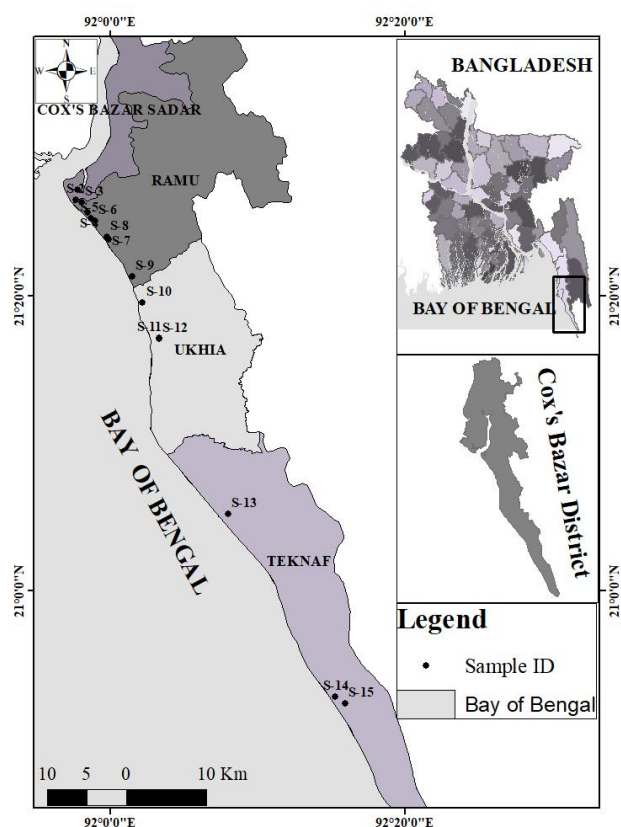 92°0'0"E
92°20'0"E
N
W E
S
COX'S BAZAR SADAR
RAMU
S-2
S-3
S-5
S-6
S-8
S-7
S-9
S-10
S-11
S-12
UKHIA
BAY OF BENGAL
S-13
TEKNAF
S-14
S-15
21°20'0"N
21°0'0"N
BANGLADESH
BAY OF BENGAL
21°20'0"N
Cox's Bazar
District
21°0'0"N
Legend
Sample ID
Bay of Bengal
10 5 0 10 Km
92°0'0"E
92°20'0"E